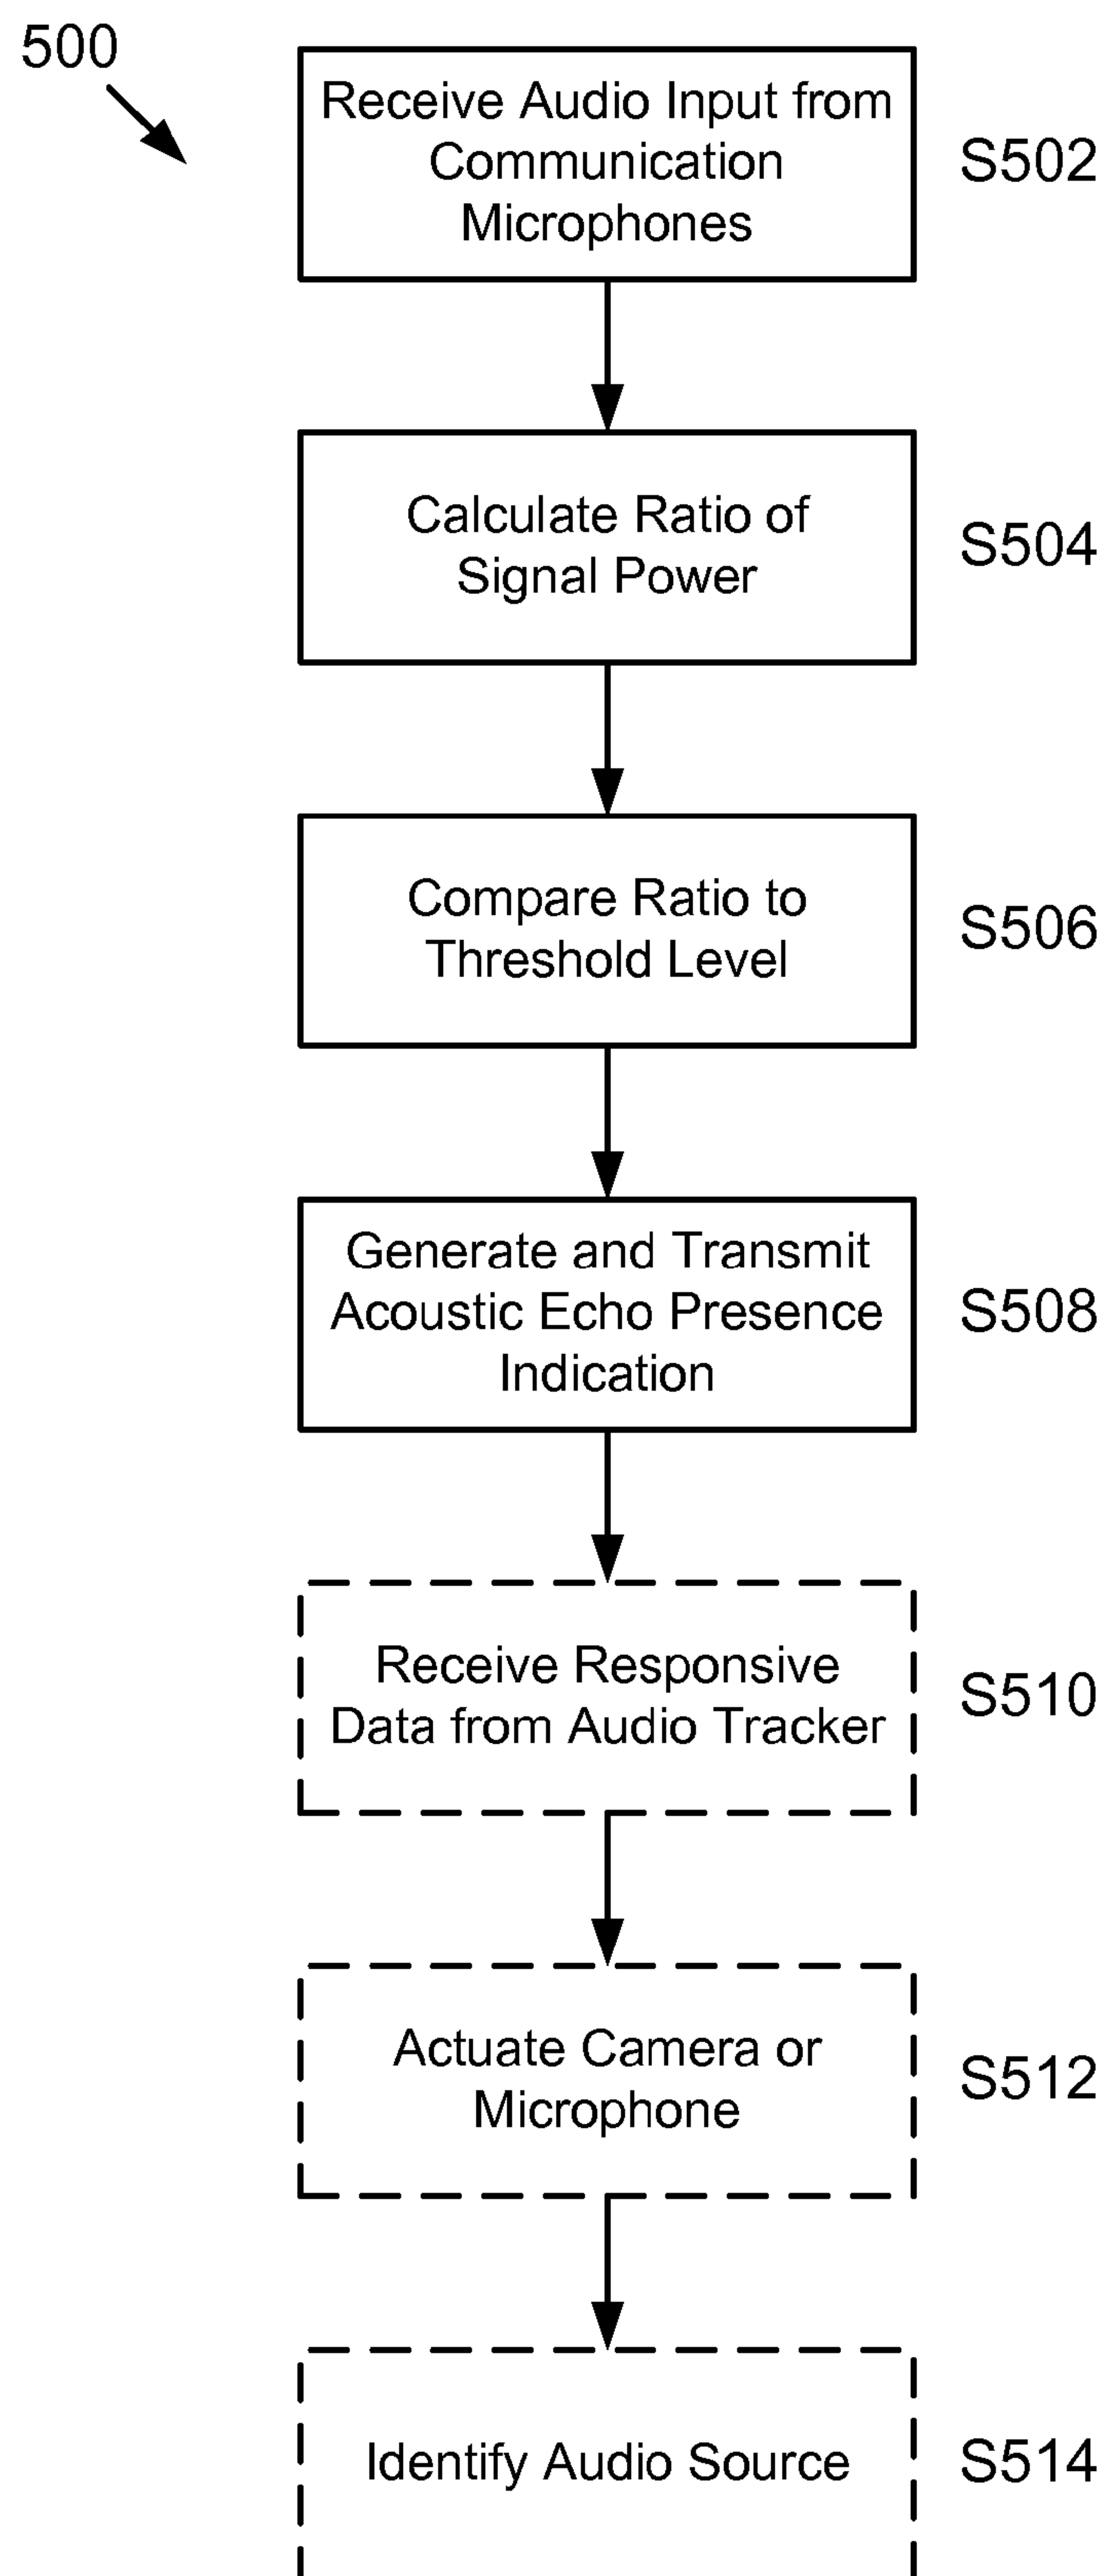 500
Receive Audio Input from
Communication
Microphones
S502
Calculate Ratio of
Signal Power
S504
Compare Ratio to
Threshold Level
S506
Generate and Transmit
Acoustic Echo Presence
Indication
S508
Receive Responsive
Data from Audio Tracker
S510
Actuate Camera or
Microphone
S512
Identify Audio Source
S514